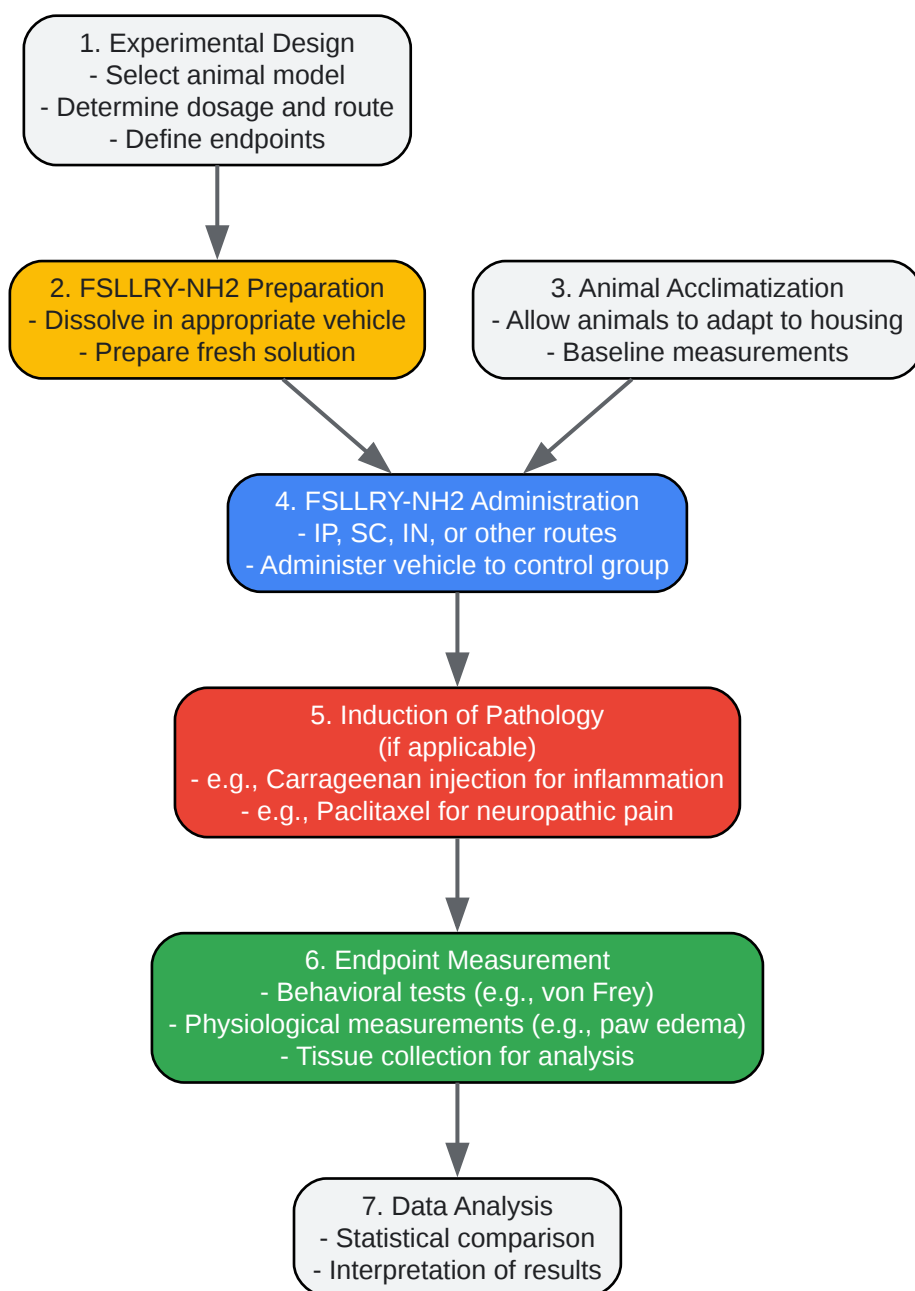 1. Experimental Design
- Select animal model
- Determine dosage and route
- Define endpoints
2. FSLLRY-NH2 Preparation
- Dissolve in appropriate vehicle
- Prepare fresh solution
3. Animal Acclimatization
- Allow animals to adapt to housing
- Baseline measurements
4. FSLLRY-NH2 Administration
- IP, SC, IN, or other routes
- Administer vehicle to control group
5. Induction of Pathology
(if applicable)
- e.g., Carrageenan injection for inflammation
- e.g., Paclitaxel for neuropathic pain
6. Endpoint Measurement
- Behavioral tests (e.g., von Frey)
- Physiological measurements (e.g., paw edema)
- Tissue collection for analysis
7. Data Analysis
- Statistical comparison
- Interpretation of results